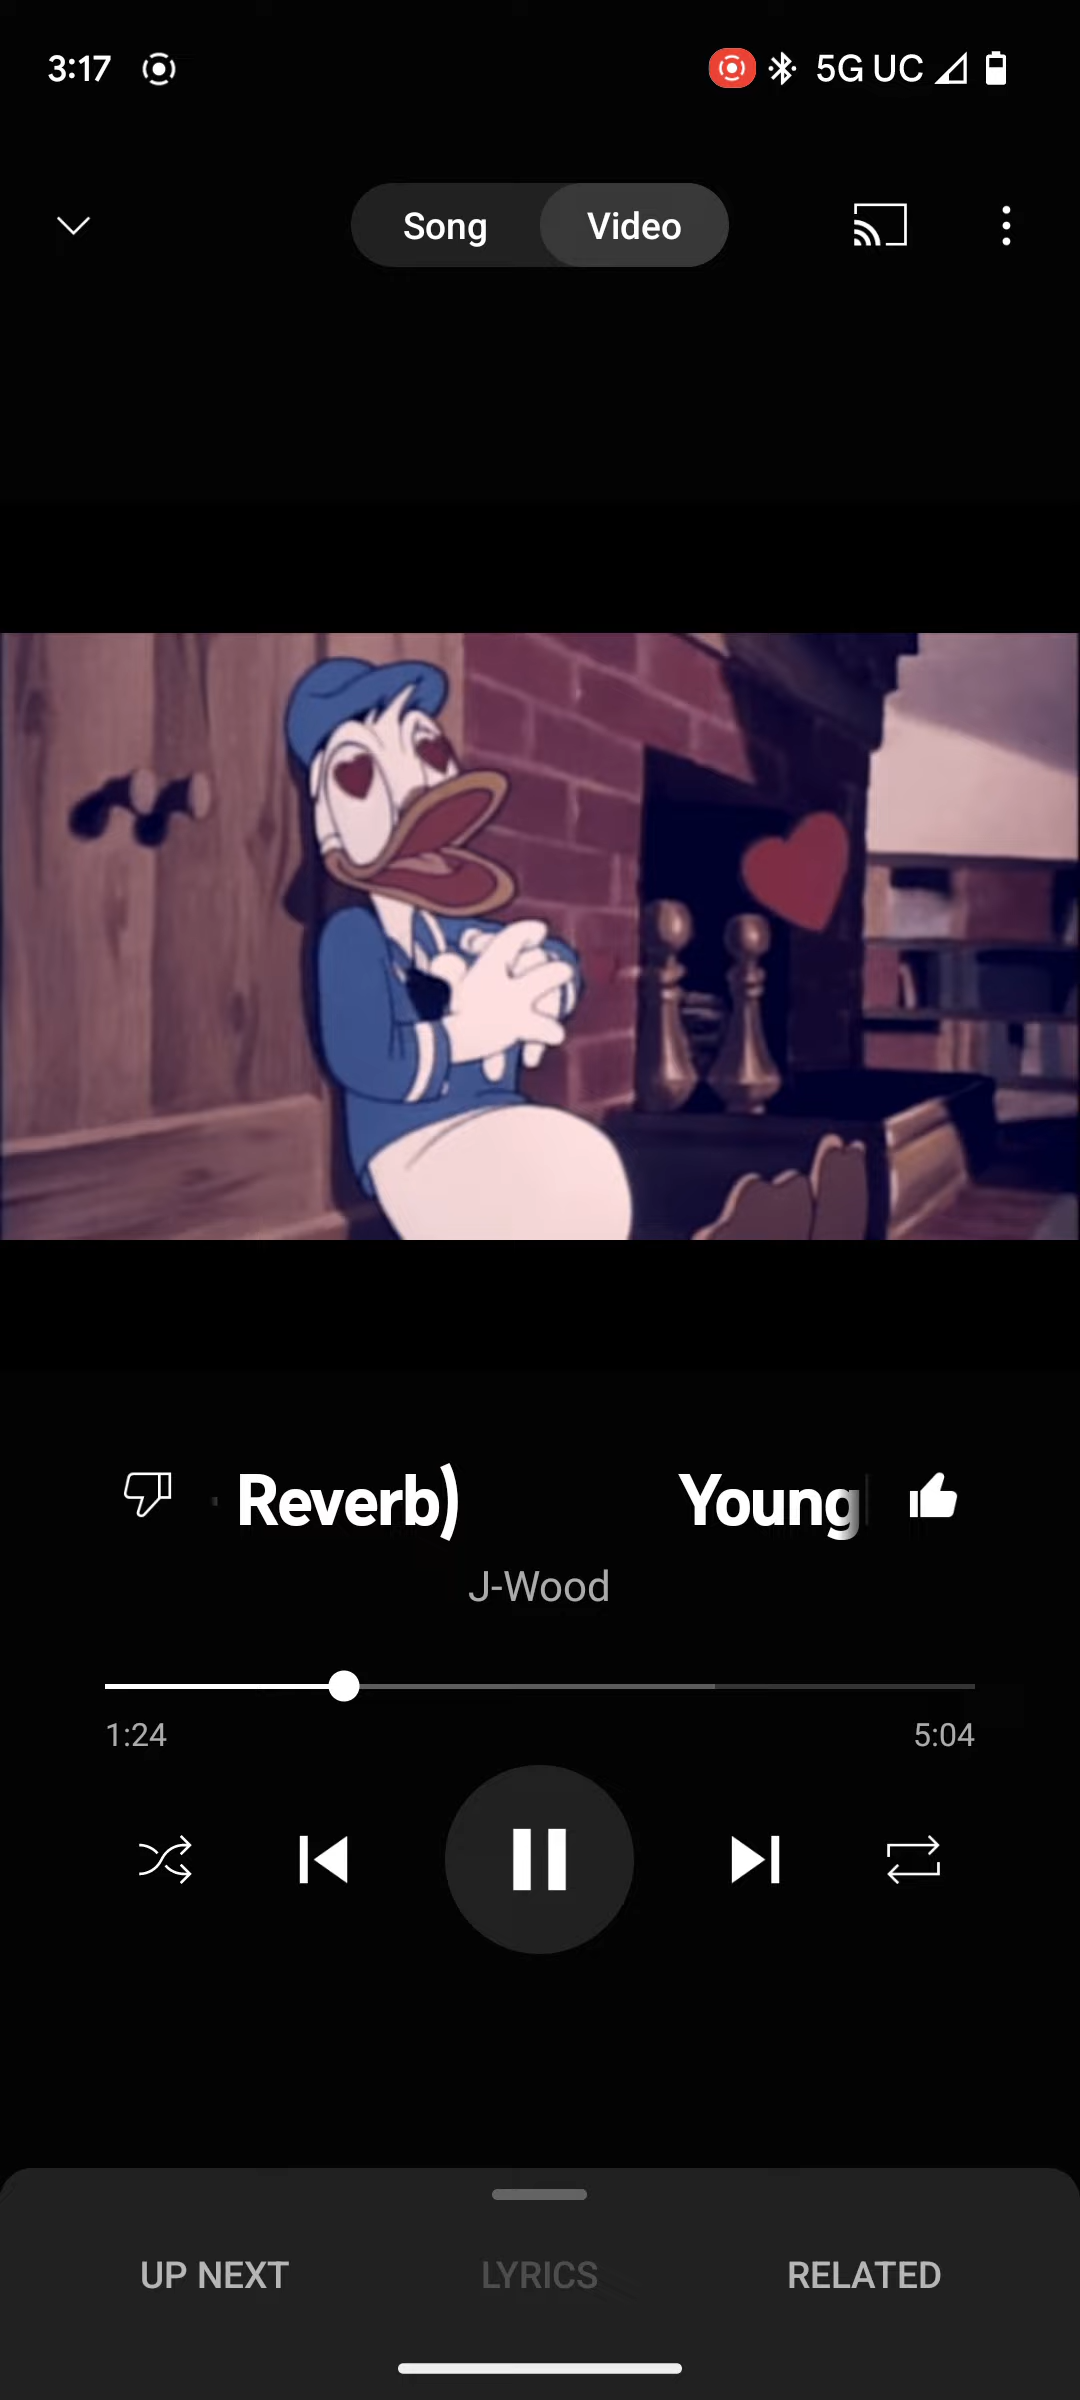 3:17
5G UC
Song
Video
Reverb)
Young
J-Wood
1:24
5:04
UP NEXT
LYRICS
RELATED